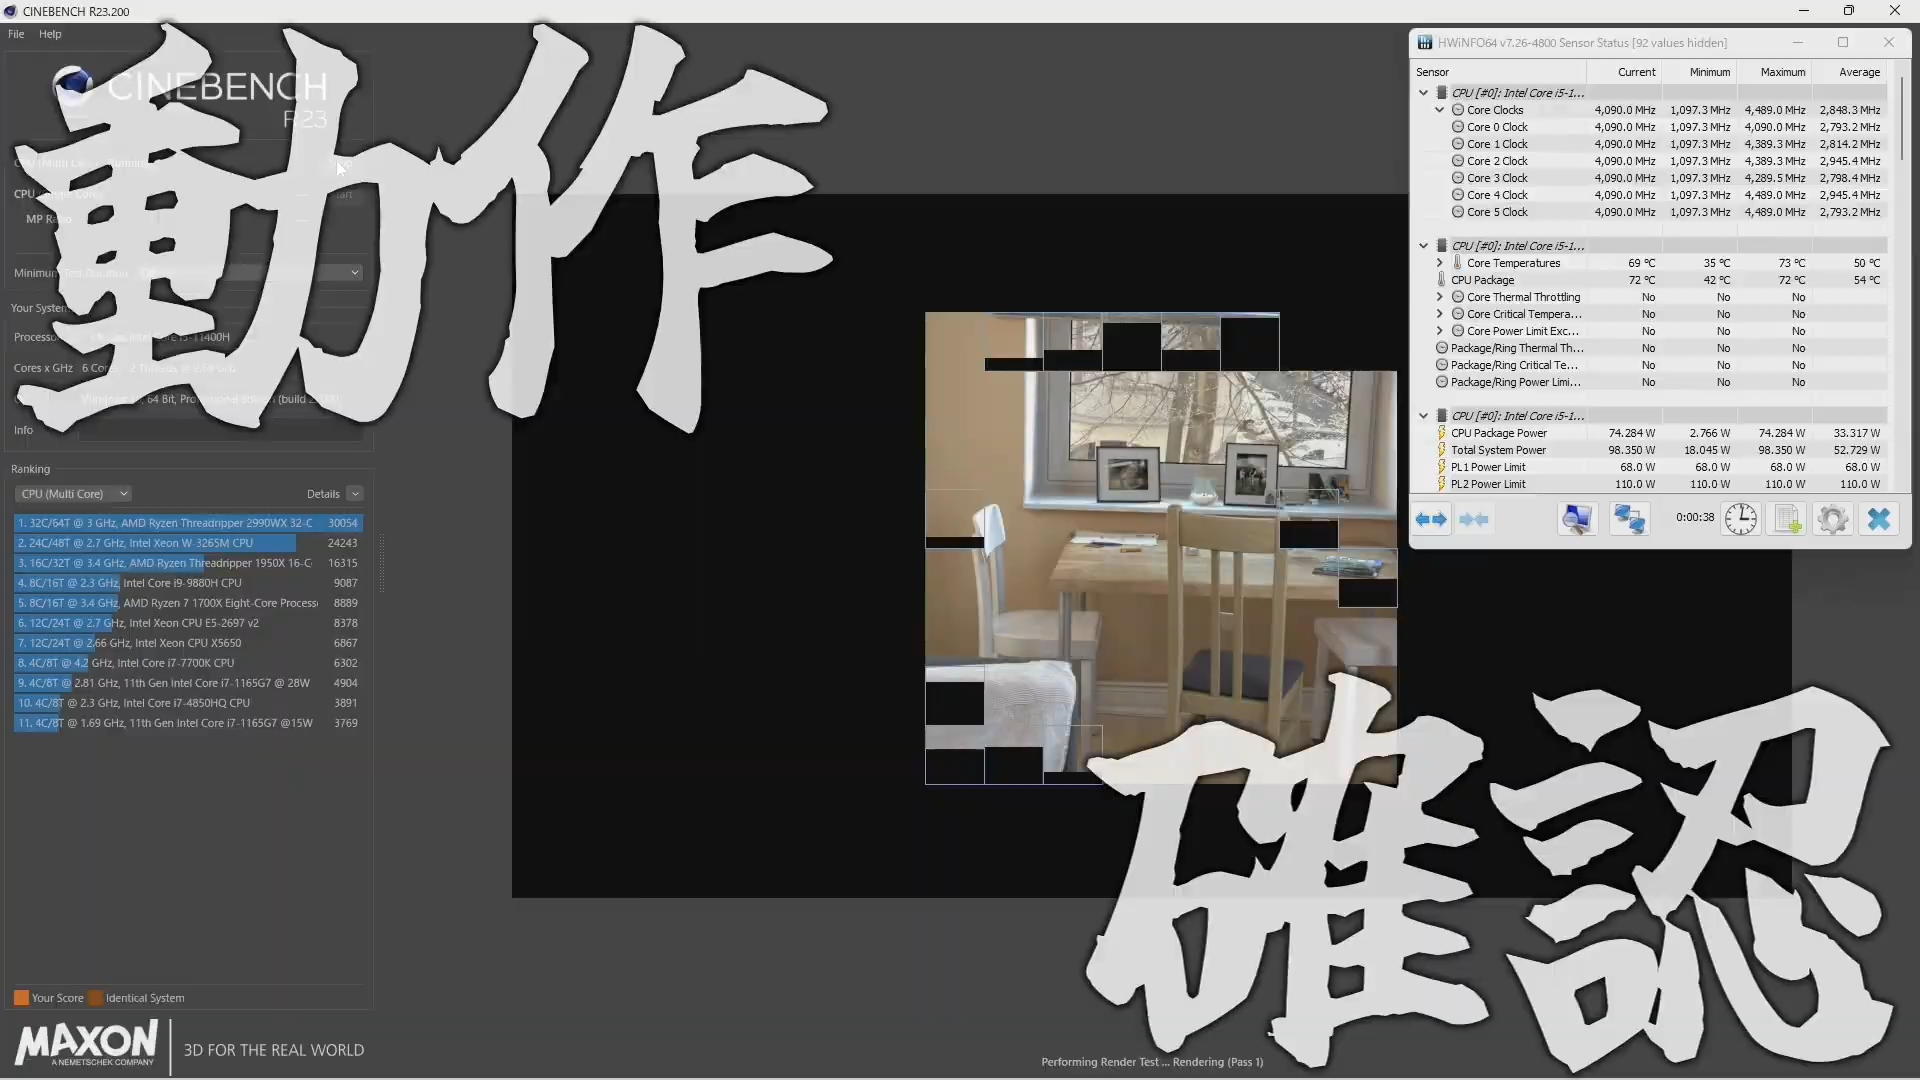 CINEBENCH R23.200
File Help
CINEBENCH
R23
動作
CPU
MP Ra
Minimum Test Duration
Your System
11400H
Cores x GHz 6
64 Bit,
(build
Info
Ranking
CPU (Multi Core) Details
1. 32C/64T @ 3 GHz, AMD Ryzen Threadripper 2990WX 32-C 30054
2. 24C/48T @ 2.7 GHz, Intel Xeon W-3265M CPU 24243
3. 16C/32T @ 3.4 GHz, AMD Ryzen Threadripper 1950X 16-C 16315
4. 8C/16T @ 2.3 GHz, Intel Core i9-9880H CPU 9087
5. 8C/16T @ 3.4 GHz, AMD Ryzen 7 1700X Eight-Core Process 8889
6. 12C/24T @ 2.7 GHz, Intel Xeon CPU E5-2697 v2 8378
7. 12C/24T @ 2.66 GHz, Intel Xeon CPU X5650 6867
8. 4C/8T @ 4.2 GHz, Intel Core i7-7700K CPU 6302
9. 4C/8T @ 2.81 GHz, 11th Gen Intel Core i7-1165G7 @ 28W 4904
10. 4C/8T @ 2.3 GHz, Intel Core i7-4850HQ CPU 3891
11. 4C/8T @ 1.69 GHz, 11th Gen Intel Core i7-1165G7 @15W 3769
Your Score Identical System
MAXON
A NEMETSCHEK COMPANY
3D FOR THE REAL WORLD
Performing Render Test ... Rendering (Pass 1)
HWiNFO64 v7.26-4800 Sensor Status [92 values hidden]
Sensor Current Minimum Maximum Average
CPU [#0]: Intel Core i5-1...
Core Clocks 4,090.0 MHz 1,097.3 MHz 4,489.0 MHz 2,848.3 MHz
Core 0 Clock 4,090.0 MHz 1,097.3 MHz 4,090.0 MHz 2,793.2 MHz
Core 1 Clock 4,090.0 MHz 1,097.3 MHz 4,389.3 MHz 2,814.2 MHz
Core 2 Clock 4,090.0 MHz 1,097.3 MHz 4,389.3 MHz 2,945.4 MHz
Core 3 Clock 4,090.0 MHz 1,097.3 MHz 4,289.5 MHz 2,798.4 MHz
Core 4 Clock 4,090.0 MHz 1,097.3 MHz 4,489.0 MHz 2,945.4 MHz
Core 5 Clock 4,090.0 MHz 1,097.3 MHz 4,489.0 MHz 2,793.2 MHz
CPU [#0]: Intel Core i5-1...
Core Temperatures 69 ℃ 35 ℃ 73 ℃ 50 ℃
CPU Package 72 ℃ 42 ℃ 72 ℃ 54 ℃
Core Thermal Throttling No No No
Core Critical Tempera... No No No
Core Power Limit Exc... No No No
Package/Ring Thermal Th... No No No
Package/Ring Critical Te... No No No
Package/Ring Power Limi... No No No
CPU [#0]: Intel Core i5-1...
CPU Package Power 74.284 W 2.766 W 74.284 W 33.317 W
Total System Power 98.350 W 18.045 W 98.350 W 52.729 W
PL1 Power Limit 68.0 W 68.0 W 68.0 W 68.0 W
PL2 Power Limit 110.0 W 110.0 W 110.0 W 110.0 W
0:00:38
確認